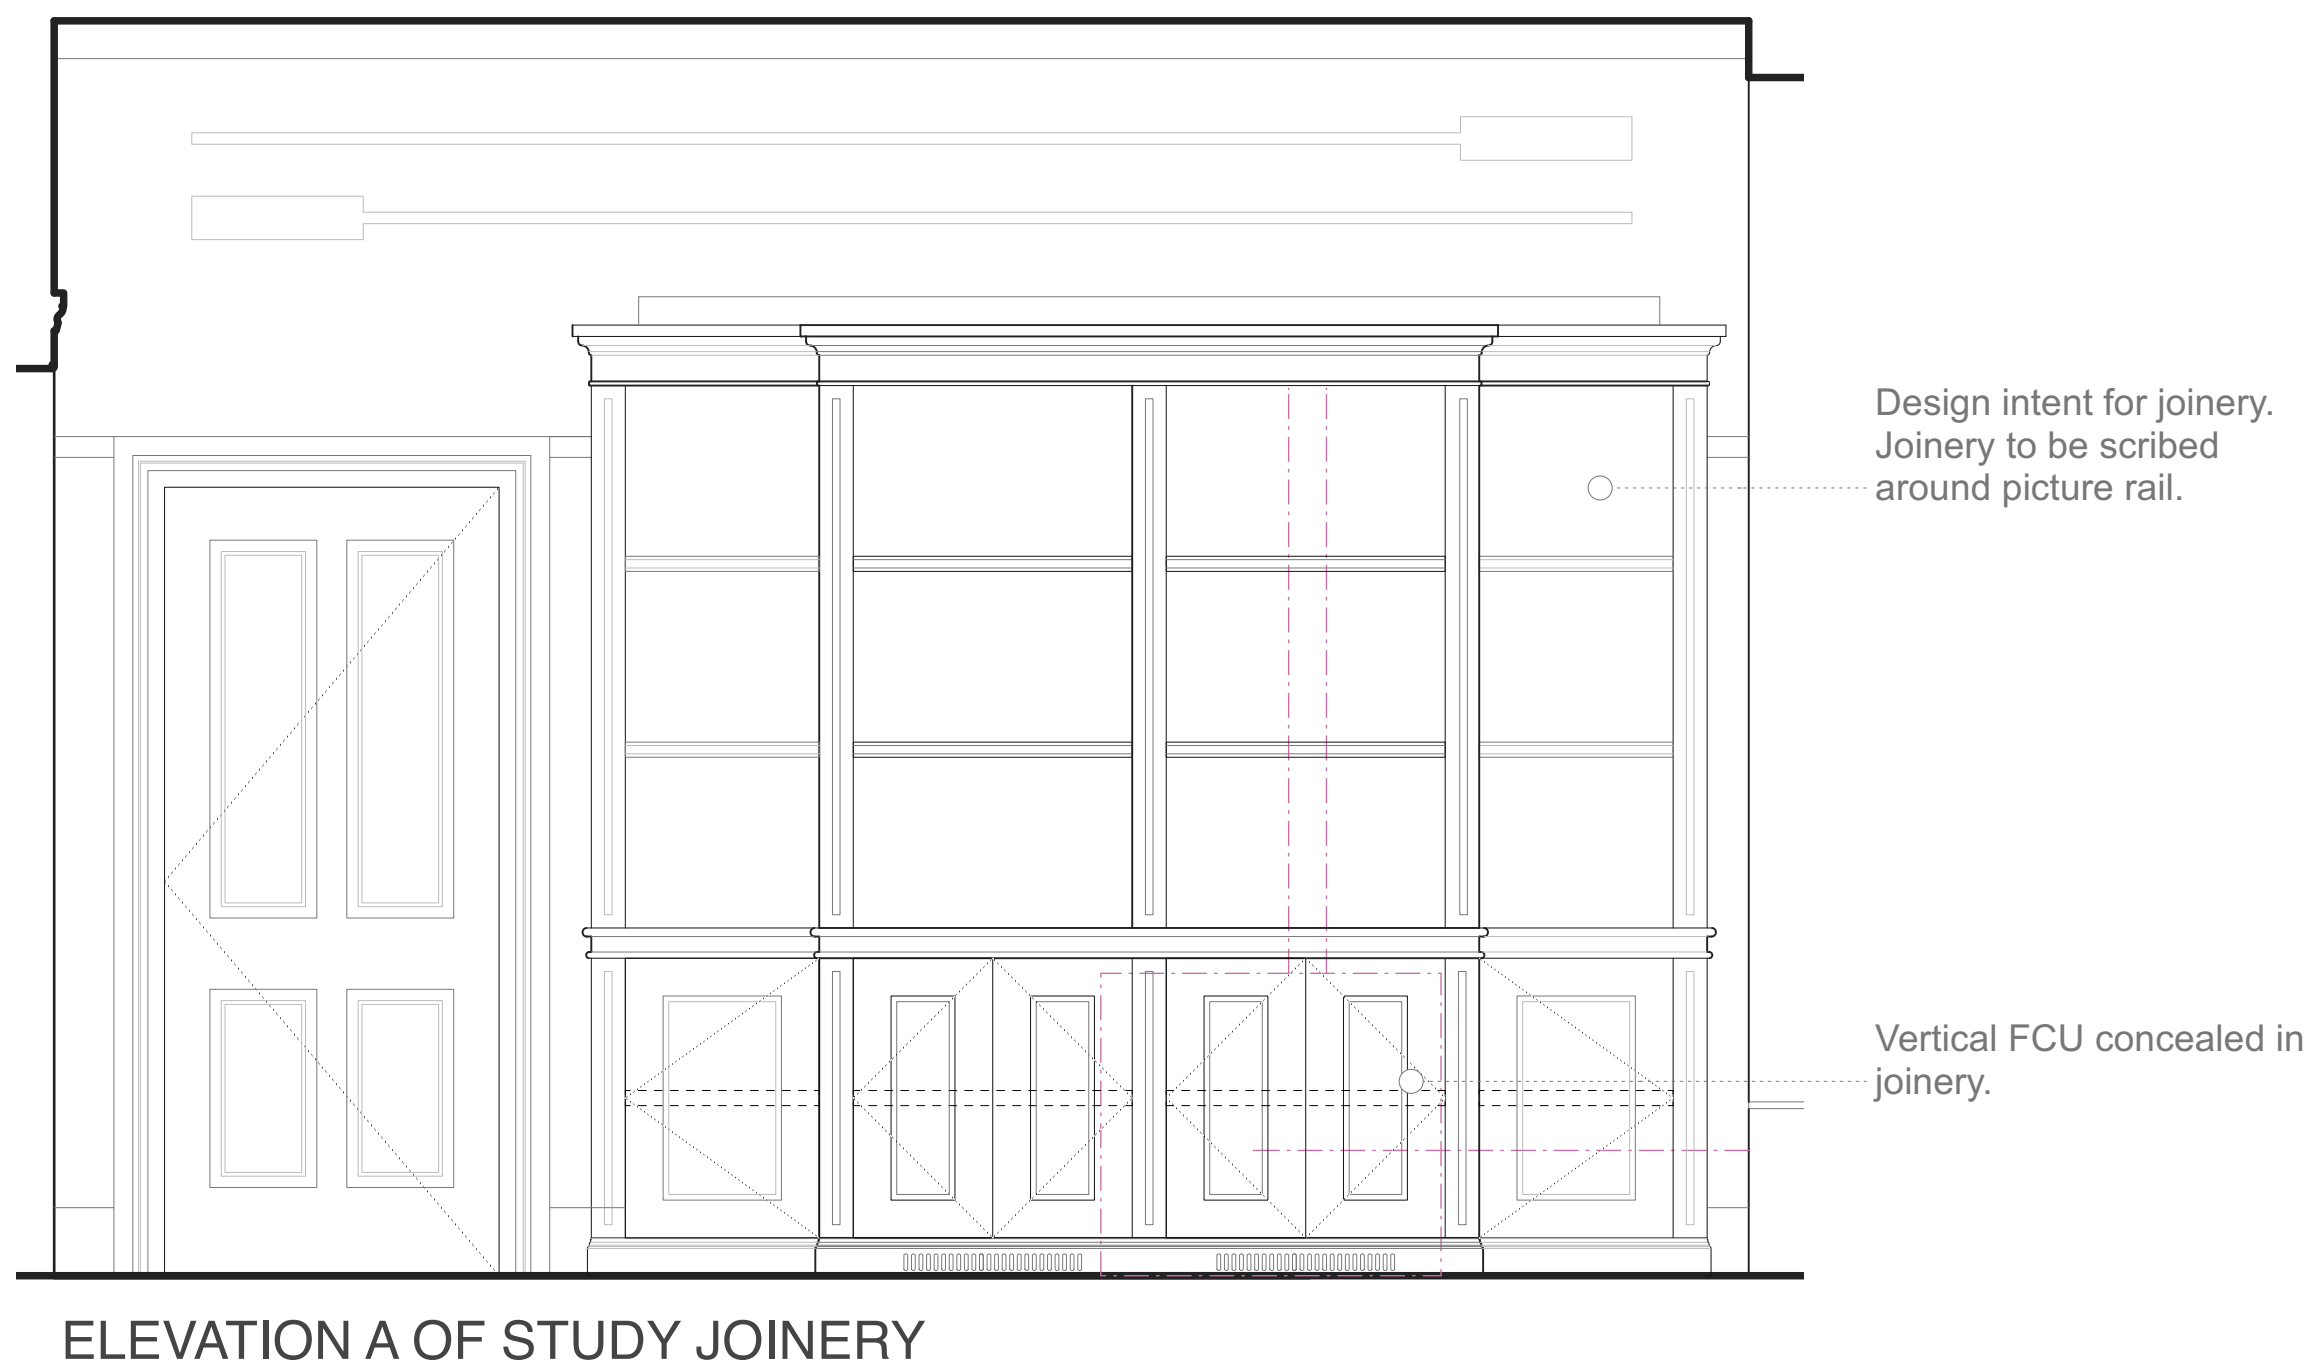 Design intent for joinery.
Joinery to be scribed
around picture rail.
Vertical FCU concealed in
joinery.
ELEVATION A OF STUDY JOINERY